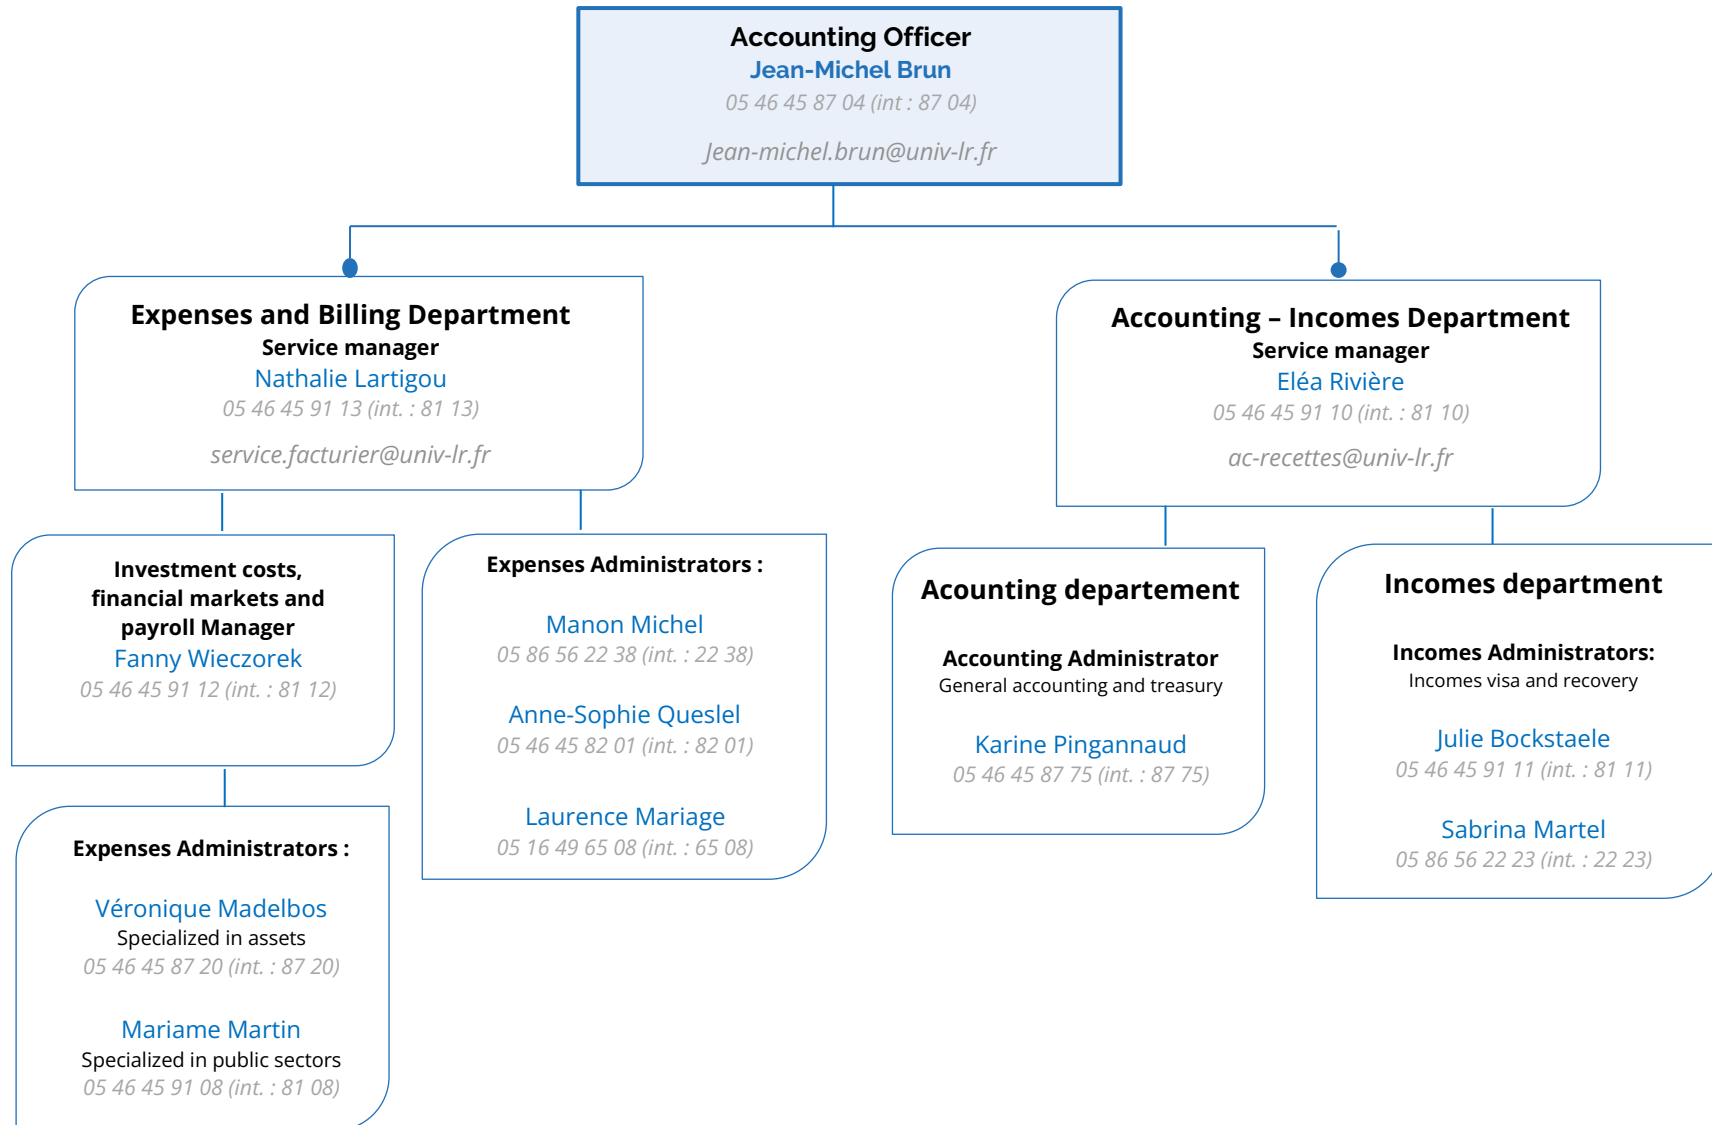 Accounting Officer
Jean-Michel Brun
05 46 45 87 04 (int : 87 04)
Jean-michel.brun@univ-lr.fr
Expenses and Billing Department
Service manager
Nathalie Lartigou
05 46 45 91 13 (int. : 81 13)
service.facturier@univ-lr.fr
Accounting – Incomes Department
Service manager
Eléa Rivière
05 46 45 91 10 (int. : 81 10)
ac-recettes@univ-lr.fr
Investment costs,
financial markets and
payroll Manager
Fanny Wieczorek
05 46 45 91 12 (int. : 81 12)
Expenses Administrators :
Véronique Madelbos
Specialized in assets
05 46 45 87 20 (int. : 87 20)
Mariame Martin
Specialized in public sectors
05 46 45 91 08 (int. : 81 08)
Expenses Administrators :
Manon Michel
05 86 56 22 38 (int. : 22 38)
Anne-Sophie Queslel
05 46 45 82 01 (int. : 82 01)
Laurence Mariage
05 16 49 65 08 (int. : 65 08)
Acounting departement
Accounting Administrator
General accounting and treasury
Karine Pingannaud
05 46 45 87 75 (int. : 87 75)
Incomes department
Incomes Administrators:
Incomes visa and recovery
Julie Bockstaele
05 46 45 91 11 (int. : 81 11)
Sabrina Martel
05 86 56 22 23 (int. : 22 23)